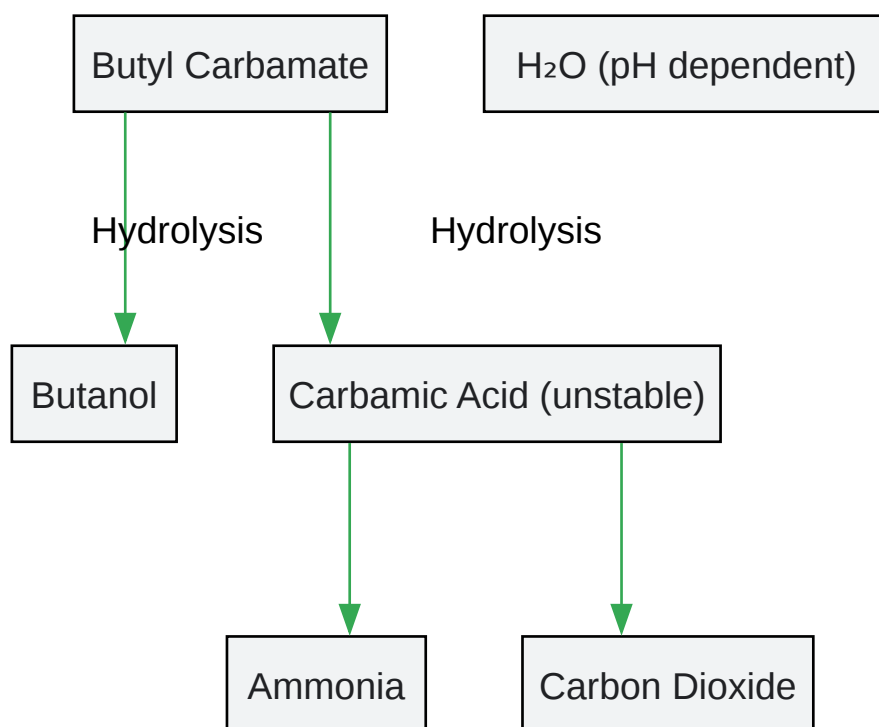 Butyl Carbamate
H₂O (pH dependent)
Hydrolysis
Hydrolysis
Butanol
Carbamic Acid (unstable)
Ammonia
Carbon Dioxide